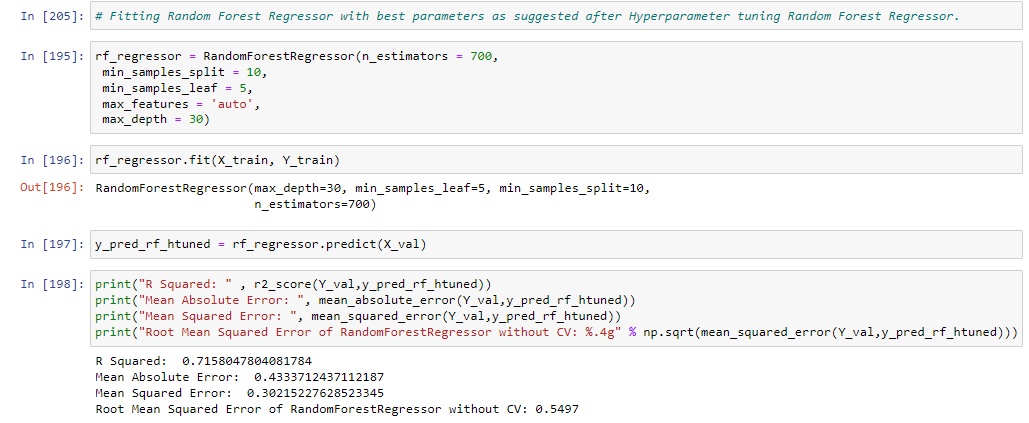 In [205]: # Fitting Random Forest Regressor with best parameters as suggested after Hyperparameter tuning Random Forest Regressor.
In [195]: rf_regressor = RandomForestRegressor(n_estimators = 700,
min_samples_split = 10,
min_samples_leaf = 5,
max_features = 'auto',
max_depth = 30)
In [196]: rf_regressor.fit(X_train, Y_train)
Out[196]: RandomForestRegressor(max_depth=30, min_samples_leaf=5, min_samples_split=10,
n_estimators=700)
In [197]: y_pred_rf_htuned = rf_regressor.predict(X_val)
In [198]: print("R Squared: " , r2_score(Y_val,y_pred_rf_htuned))
print("Mean Absolute Error: ", mean_absolute_error(Y_val,y_pred_rf_htuned))
print("Mean Squared Error: ", mean_squared_error(Y_val,y_pred_rf_htuned))
print("Root Mean Squared Error of RandomForestRegressor without CV: %.4g" % np.sqrt(mean_squared_error(Y_val,y_pred_rf_htuned)))
R Squared:  0.7158047804081784
Mean Absolute Error:  0.4333712437112187
Mean Squared Error:  0.30215227628523345
Root Mean Squared Error of RandomForestRegressor without CV: 0.5497